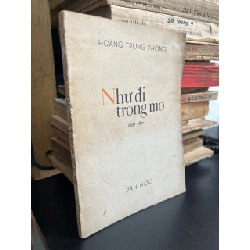 HOÀNG TRUNG THÔNG
Như đi
trong mơ
VĂN HỌC